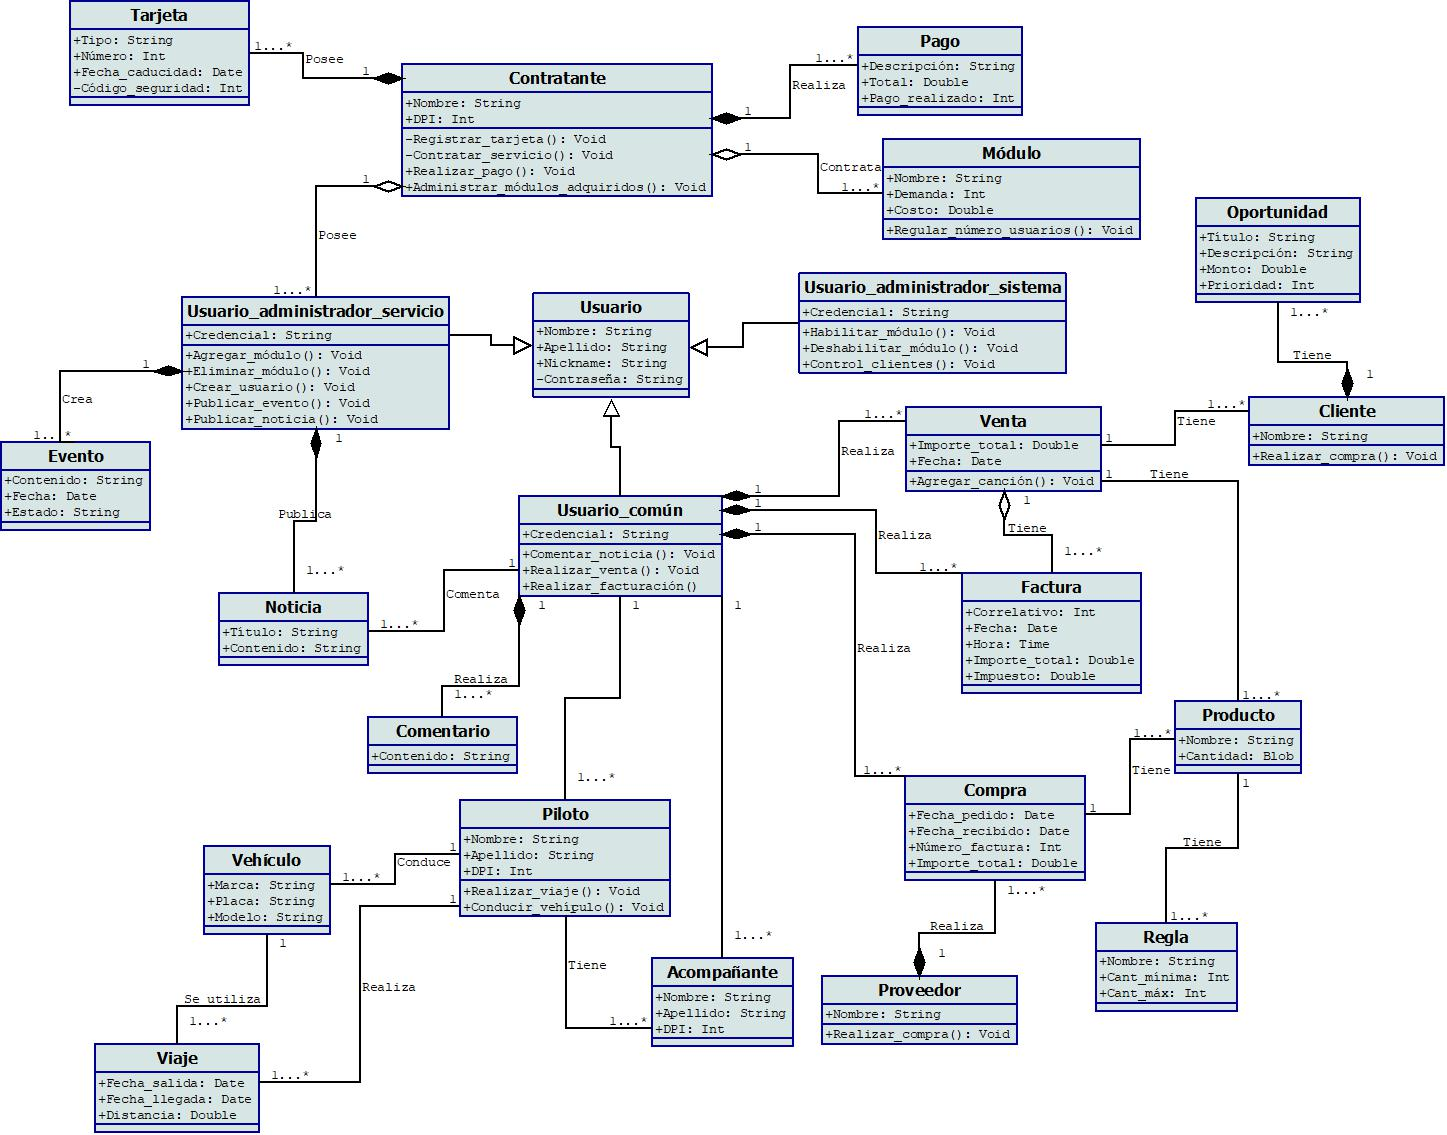 Tarjeta
+Tipo: String
+Número: Int
+Fecha_caducidad: Date
-Código_seguridad: Int
1...*
Posee
1
Contratante
+Nombre: String
+DPI: Int
-Registrar_tarjeta(): Void
-Contratar_servicio(): Void
+Realizar_pago(): Void
+Administrar_módulos_adquiridos(): Void
1
Realiza
1...*
Pago
+Descripción: String
+Total: Double
+Pago_realizado: Int
1
Contrata
1...*
Módulo
+Nombre: String
+Demanda: Int
+Costo: Double
+Regular_número_usuarios(): Void
1
Posee
1...*
Oportunidad
+Título: String
+Descripción: String
+Monto: Double
+Prioridad: Int
1...*
Tiene
1
Usuario_administrador_servicio
+Credencial: String
+Agregar_módulo(): Void
+Eliminar_módulo(): Void
+Crear_usuario(): Void
+Publicar_evento(): Void
+Publicar_noticia(): Void
Usuario
+Nombre: String
+Apellido: String
+Nickname: String
-Contraseña: String
Usuario_administrador_sistema
+Credencial: String
+Habilitar_módulo(): Void
+Deshabilitar_módulo(): Void
+Control_clientes(): Void
1
Crea
1...*
Evento
+Contenido: String
+Fecha: Date
+Estado: String
1
Publica
1...*
Noticia
+Título: String
+Contenido: String
1...*
Comenta
1
Usuario_común
+Credencial: String
+Comentar_noticia(): Void
+Realizar_venta(): Void
+Realizar_facturación()
1
Realiza
1...*
Venta
+Importe_total: Double
+Fecha: Date
+Agregar_canción(): Void
1
Tiene
1...*
Cliente
+Nombre: String
+Realizar_compra(): Void
1
Tiene
1...*
1
Tiene
1...*
1
Realiza
1...*
Factura
+Correlativo: Int
+Fecha: Date
+Hora: Time
+Importe_total: Double
+Impuesto: Double
1
Realiza
1...*
1
Realiza
1...*
Comentario
+Contenido: String
1
1...*
1
1...*
Producto
+Nombre: String
+Cantidad: Blob
1...*
Tiene
1
Compra
+Fecha_pedido: Date
+Fecha_recibido: Date
+Número_factura: Int
+Importe_total: Double
1
Tiene
1...*
Regla
+Nombre: String
+Cant_mínima: Int
+Cant_máx: Int
1...*
Realiza
1
Proveedor
+Nombre: String
+Realizar_compra(): Void
Piloto
+Nombre: String
+Apellido: String
+DPI: Int
+Realizar_viaje(): Void
+Conducir_vehículo(): Void
1
Conduce
1...*
Vehículo
+Marca: String
+Placa: String
+Modelo: String
1
Realiza
1...*
1
Se utiliza
1...*
Tiene
1...*
Acompañante
+Nombre: String
+Apellido: String
+DPI: Int
Viaje
+Fecha_salida: Date
+Fecha_llegada: Date
+Distancia: Double